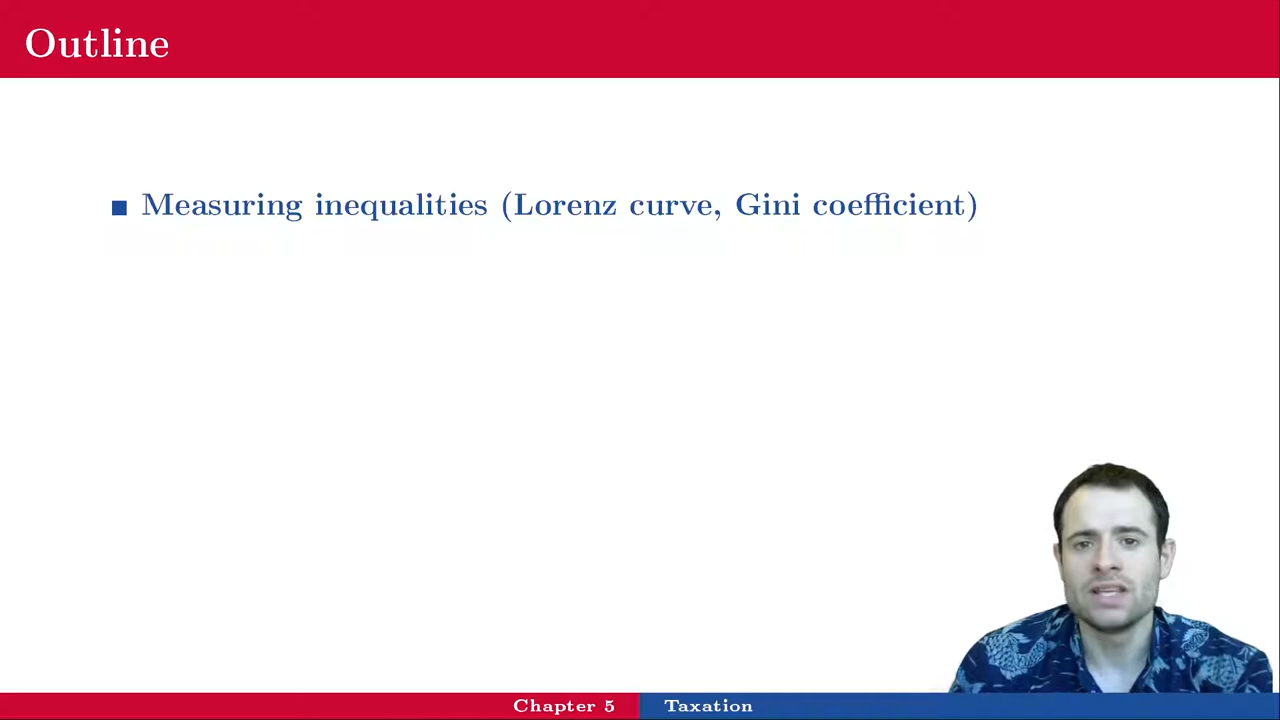 Outline
Measuring inequalities (Lorenz curve, Gini coefficient)
Chapter 5 Taxation